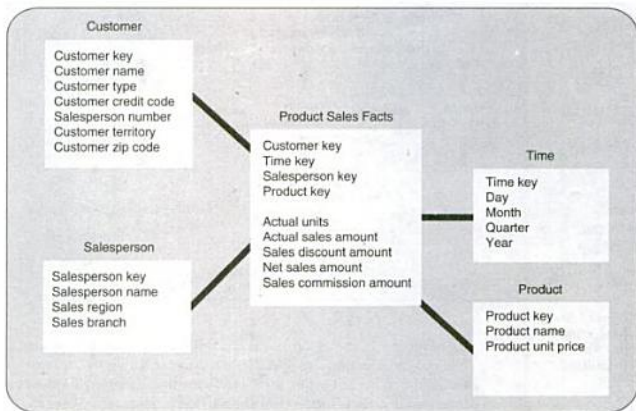 Customer
Customer key
Customer name
Customer type
Customer credit code
Salesperson number
Customer territory
Customer zip code
Product Sales Facts
Customer key
Time key
Salesperson key
Product key
Actual units
Actual sales amount
Sales discount amount
Net sales amount
Sales commission amount
Time
Time key
Day
Month
Quarter
Year
Salesperson
Salesperson key
Salesperson name
Sales region
Sales branch
Product
Product key
Product name
Product unit price